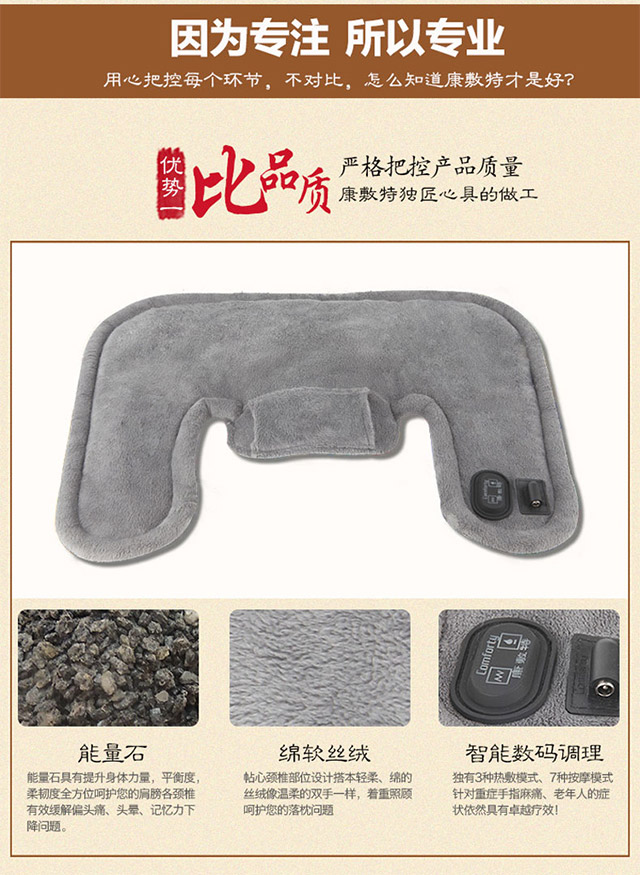 因为专注 所以专业
用心把控每个环节，不对比，怎么知道康敷特才是好？
优势一
比品质
严格把控产品质量
康敷特独匠心具的做工
Comforty
康敷特
能量石
能量石具有提升身体力量，平衡度，
柔韧度全方位呵护您的肩膀各颈椎
有效缓解偏头痛、头晕、记忆力下
降问题。
绵软丝绒
帖心颈椎部位设计搭本轻柔、绵的
丝绒像温柔的双手一样，着重照顾
呵护您的落枕问题
智能数码调理
独有3种热敷模式、7种按摩模式
针对重症手指麻痛、老年人的症
状依然具有卓越疗效！